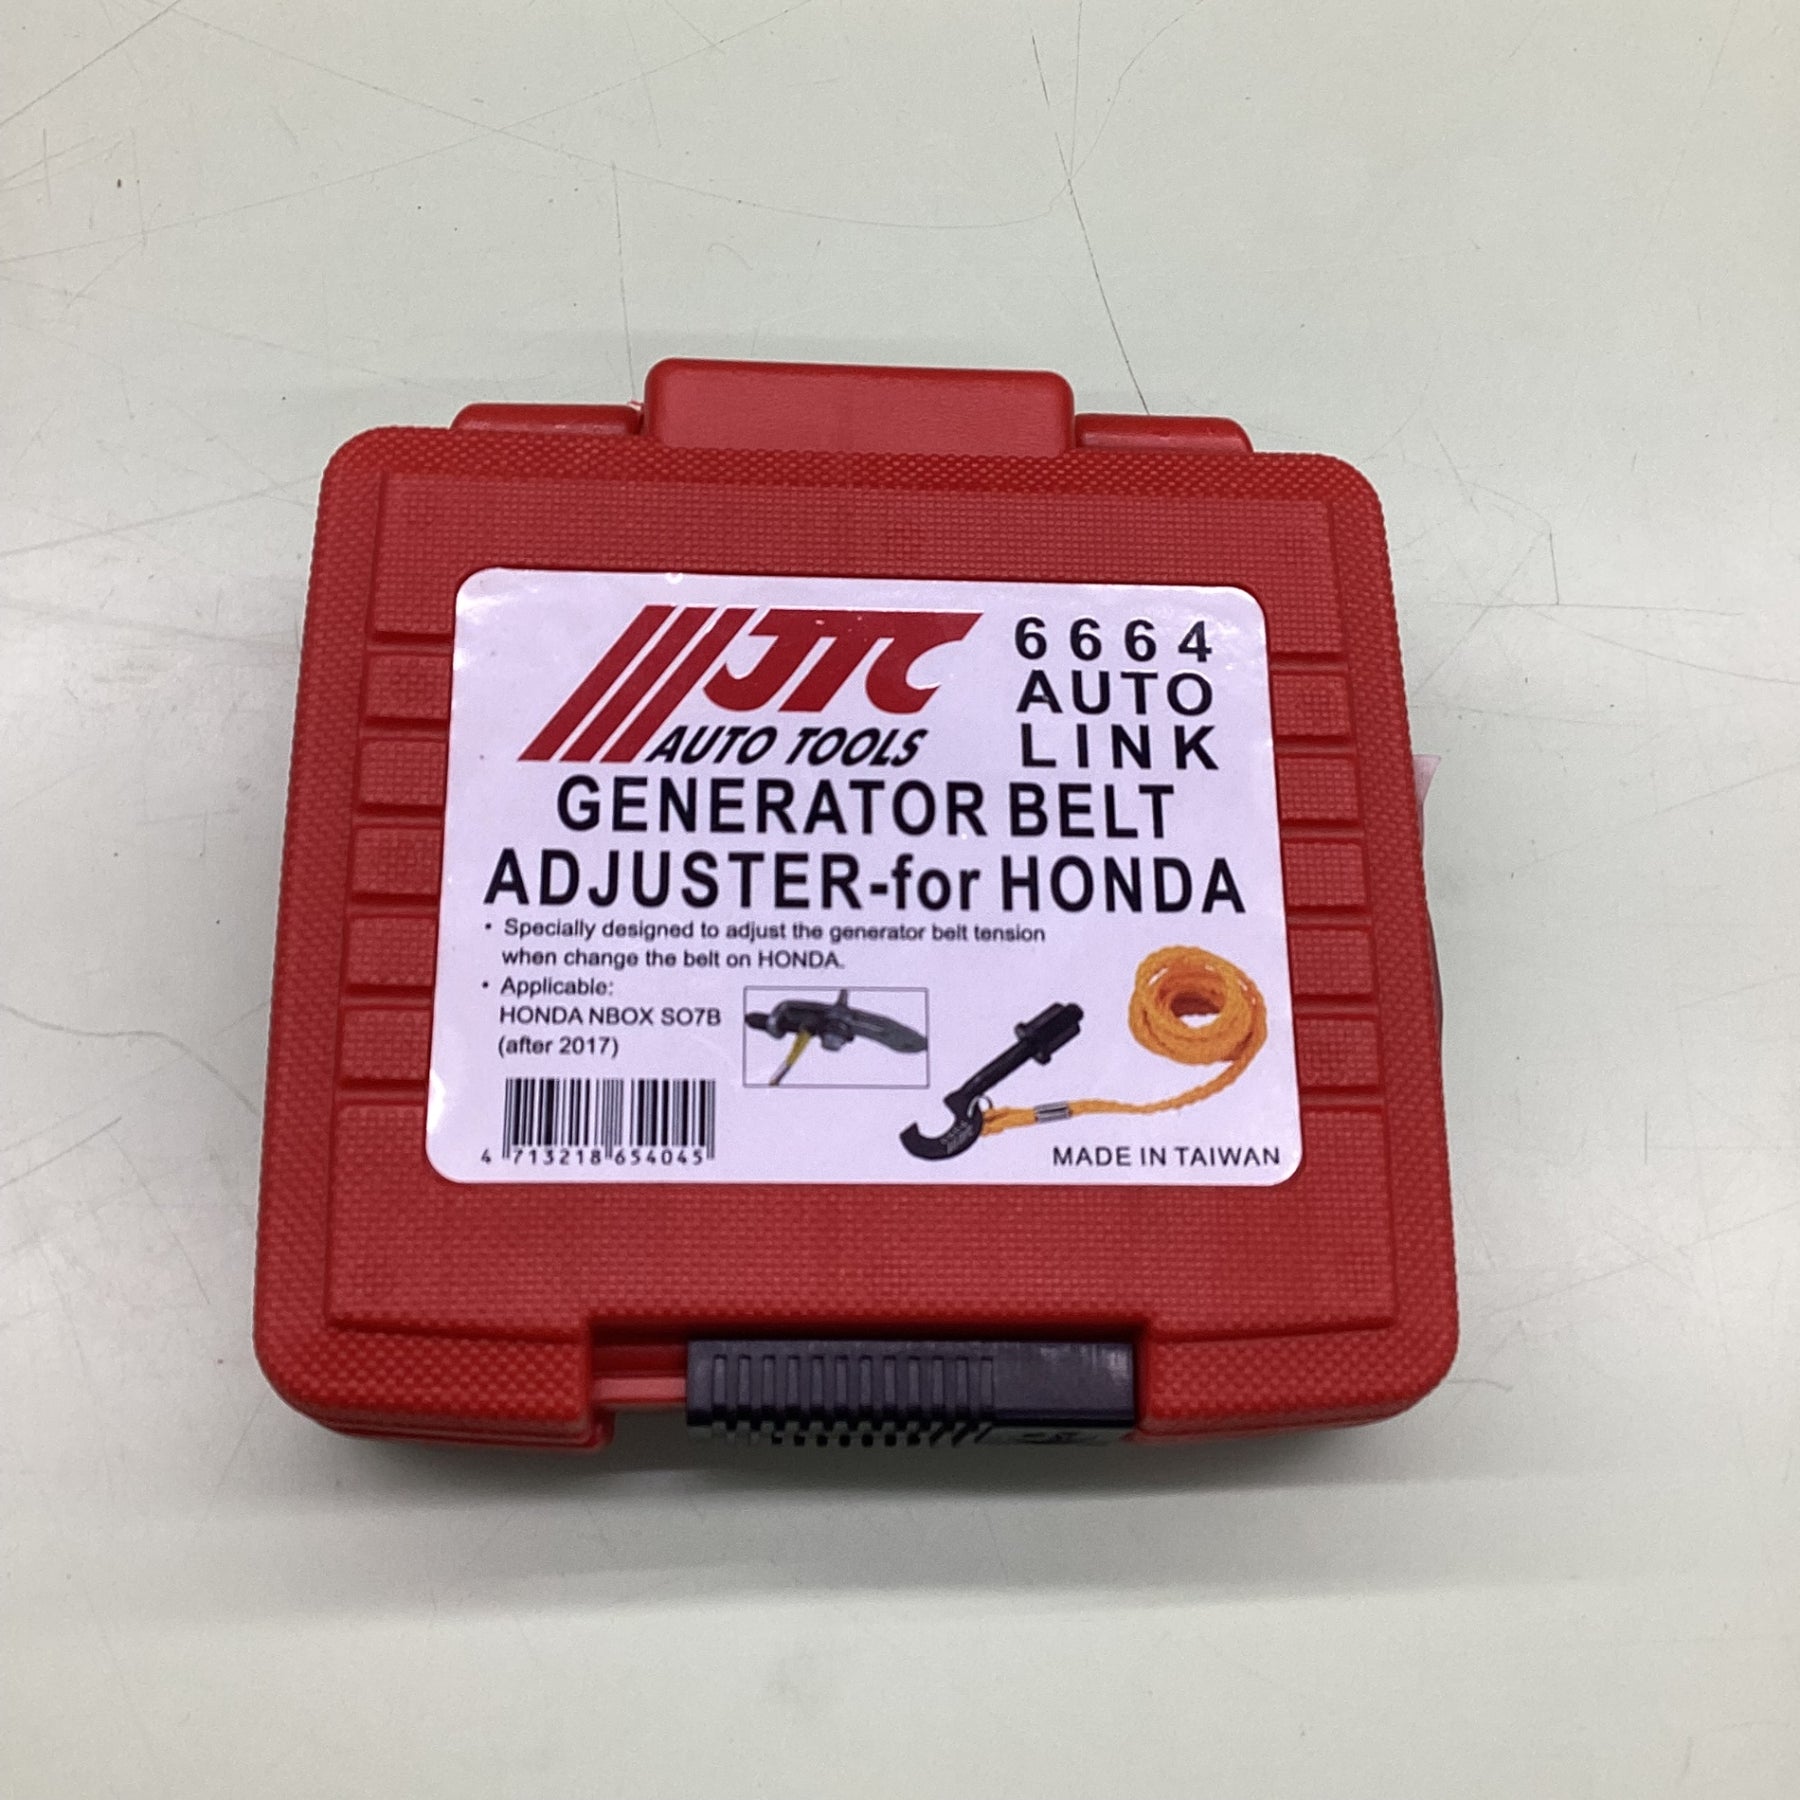 JTC
AUTO TOOLS
6664
AUTO
LINK
GENERATOR BELT
ADJUSTER-for HONDA
• Specially designed to adjust the generator belt tension
when change the belt on HONDA.
• Applicable:
HONDA NBOX SO7B
(after 2017)
4 713218 654045
MADE IN TAIWAN